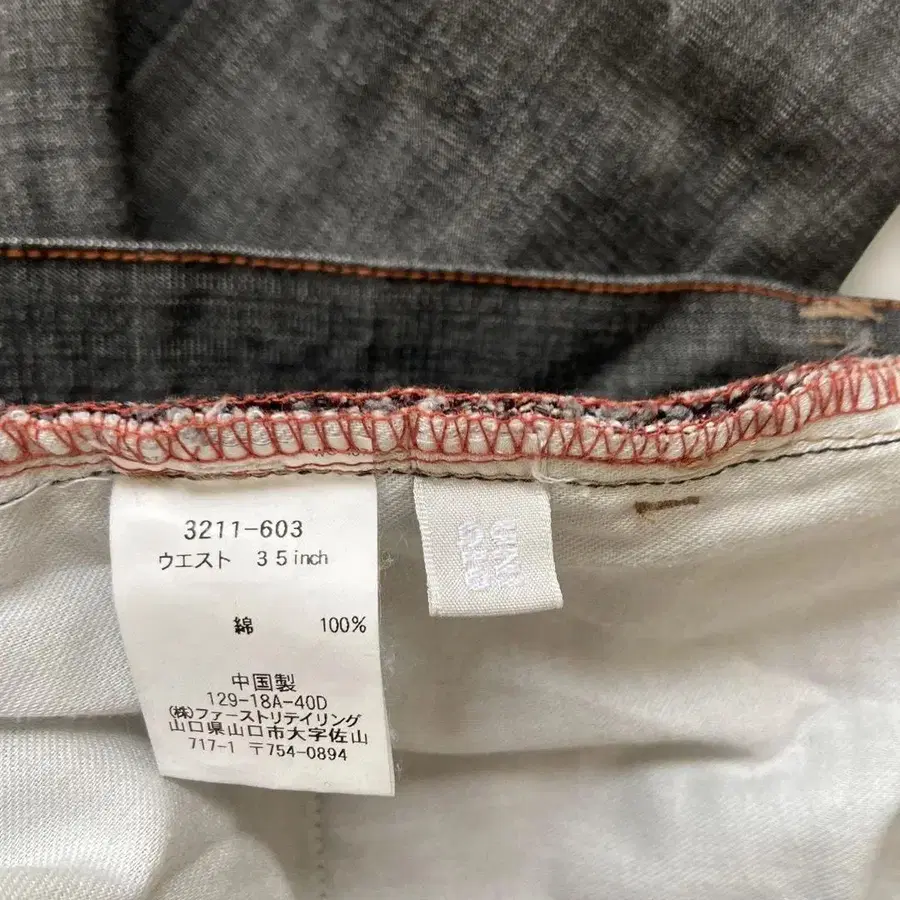 3211-603
ウエスト 35inch
綿 100%
中国製
129-18A-40D
(株)ファーストリテイリング
山口県山口市大字佐山
717-1 〒754-0894